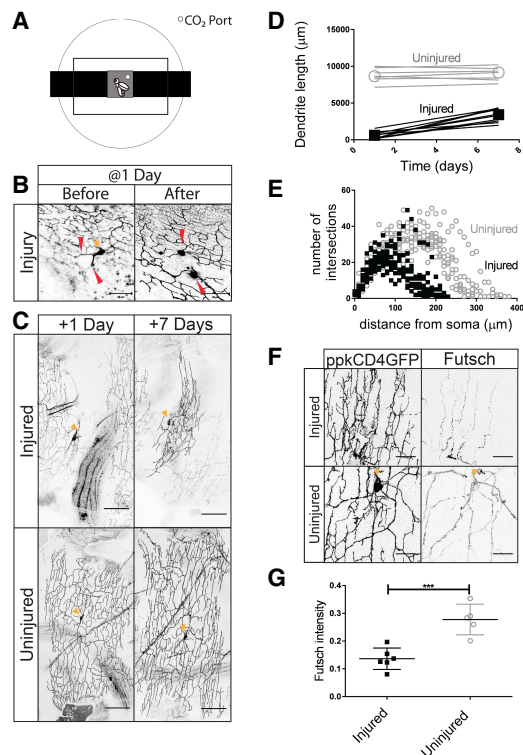 A
CO₂ Port
B
@1 Day
Before After
Injury
C
+1 Day +7 Days
Injured
Uninjured
D
Dendrite length (μm)
15000
10000
5000
0
Uninjured
Injured
0 2 4 6 8
Time (days)
E
number of
intersections
60
40
20
0
Uninjured
Injured
0 100 200 300 400
distance from soma (μm)
F
ppkCD4GFP Futsch
Injured
Uninjured
G
Futsch intensity
0.4
0.3
0.2
0.1
0.0
***
Injured
Uninjured